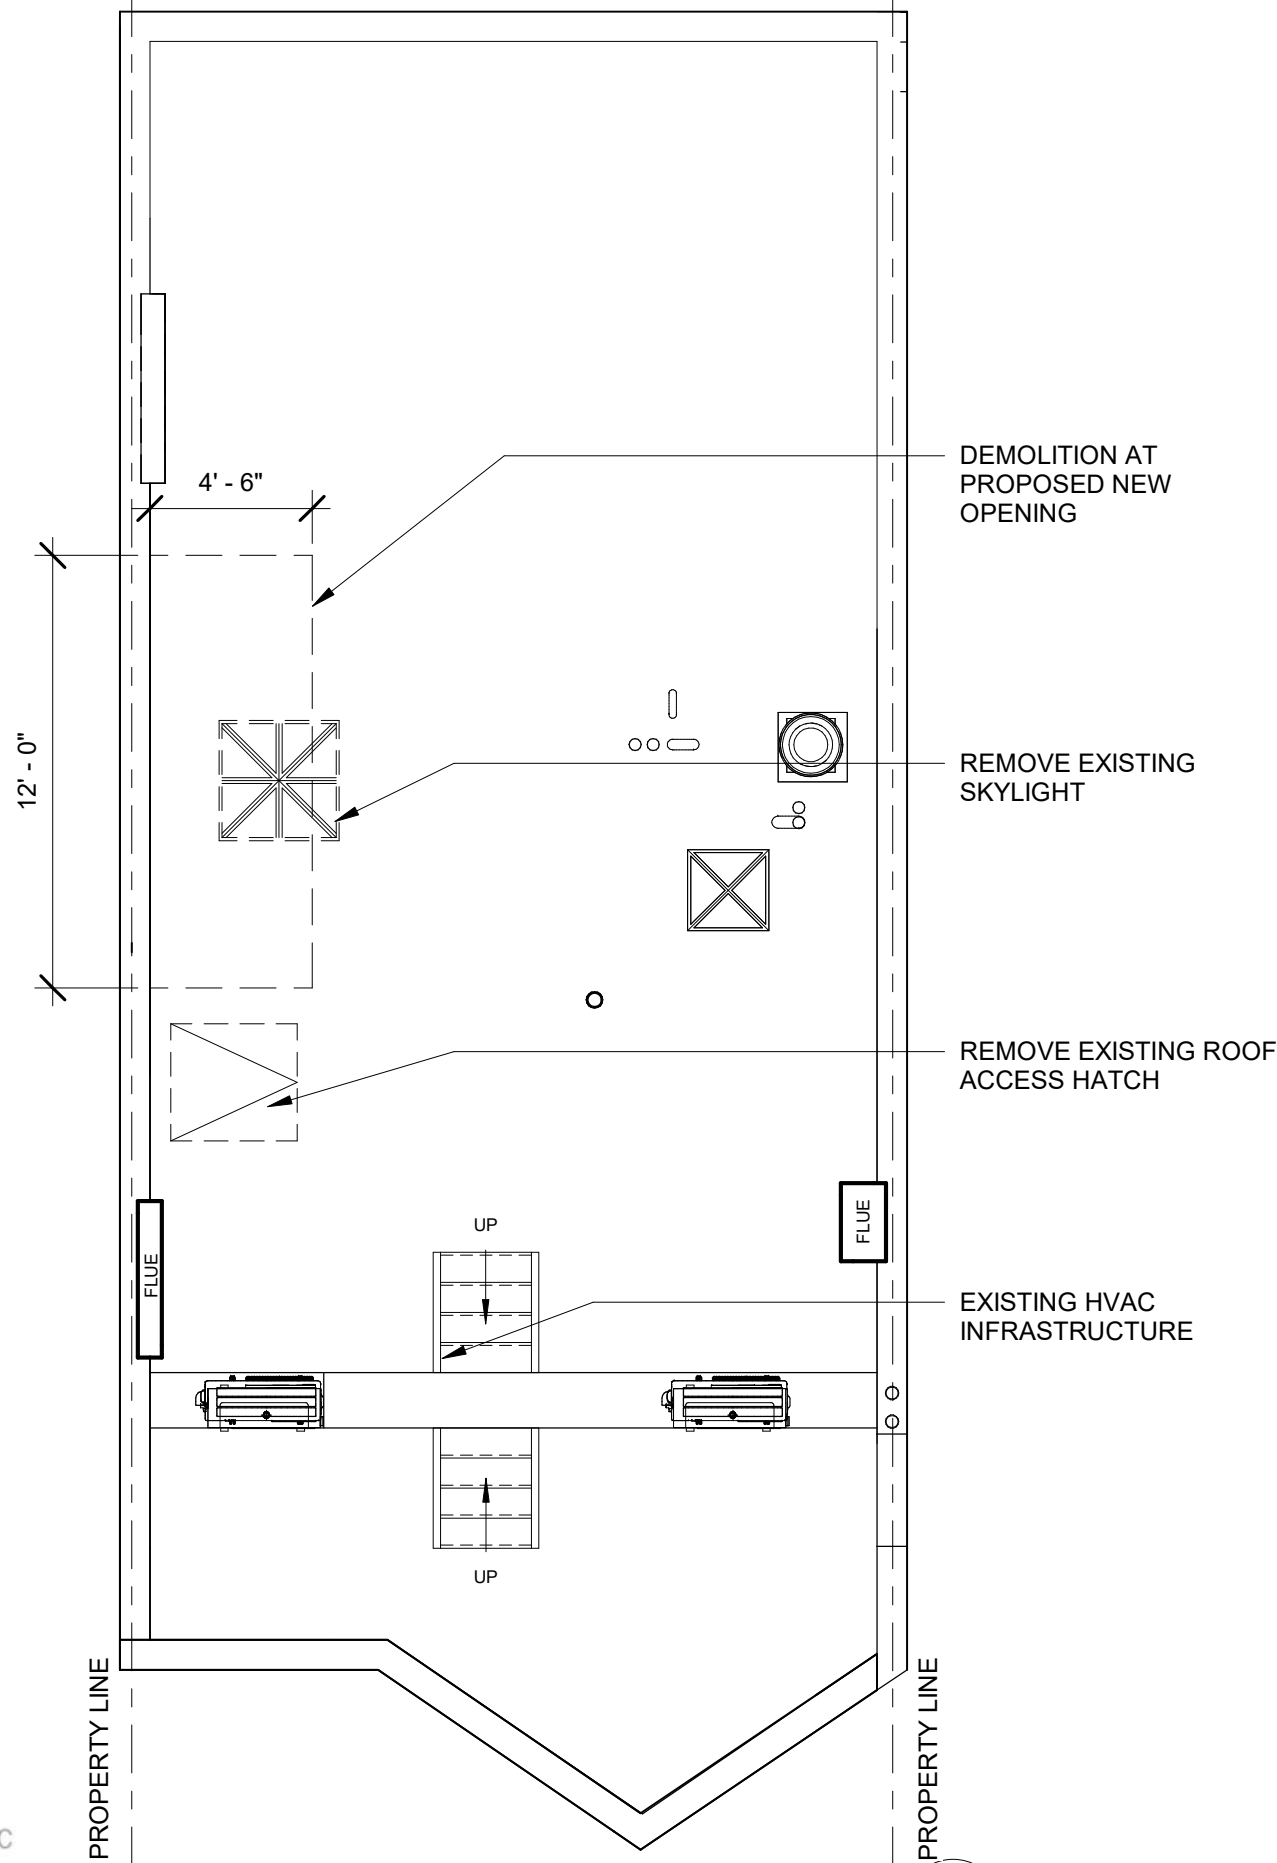 DEMOLITION AT
PROPOSED NEW
OPENING
4' - 6"
12' - 0"
REMOVE EXISTING
SKYLIGHT
REMOVE EXISTING ROOF
ACCESS HATCH
FLUE
FLUE
UP
EXISTING HVAC
INFRASTRUCTURE
UP
PROPERTY LINE
PROPERTY LINE
C